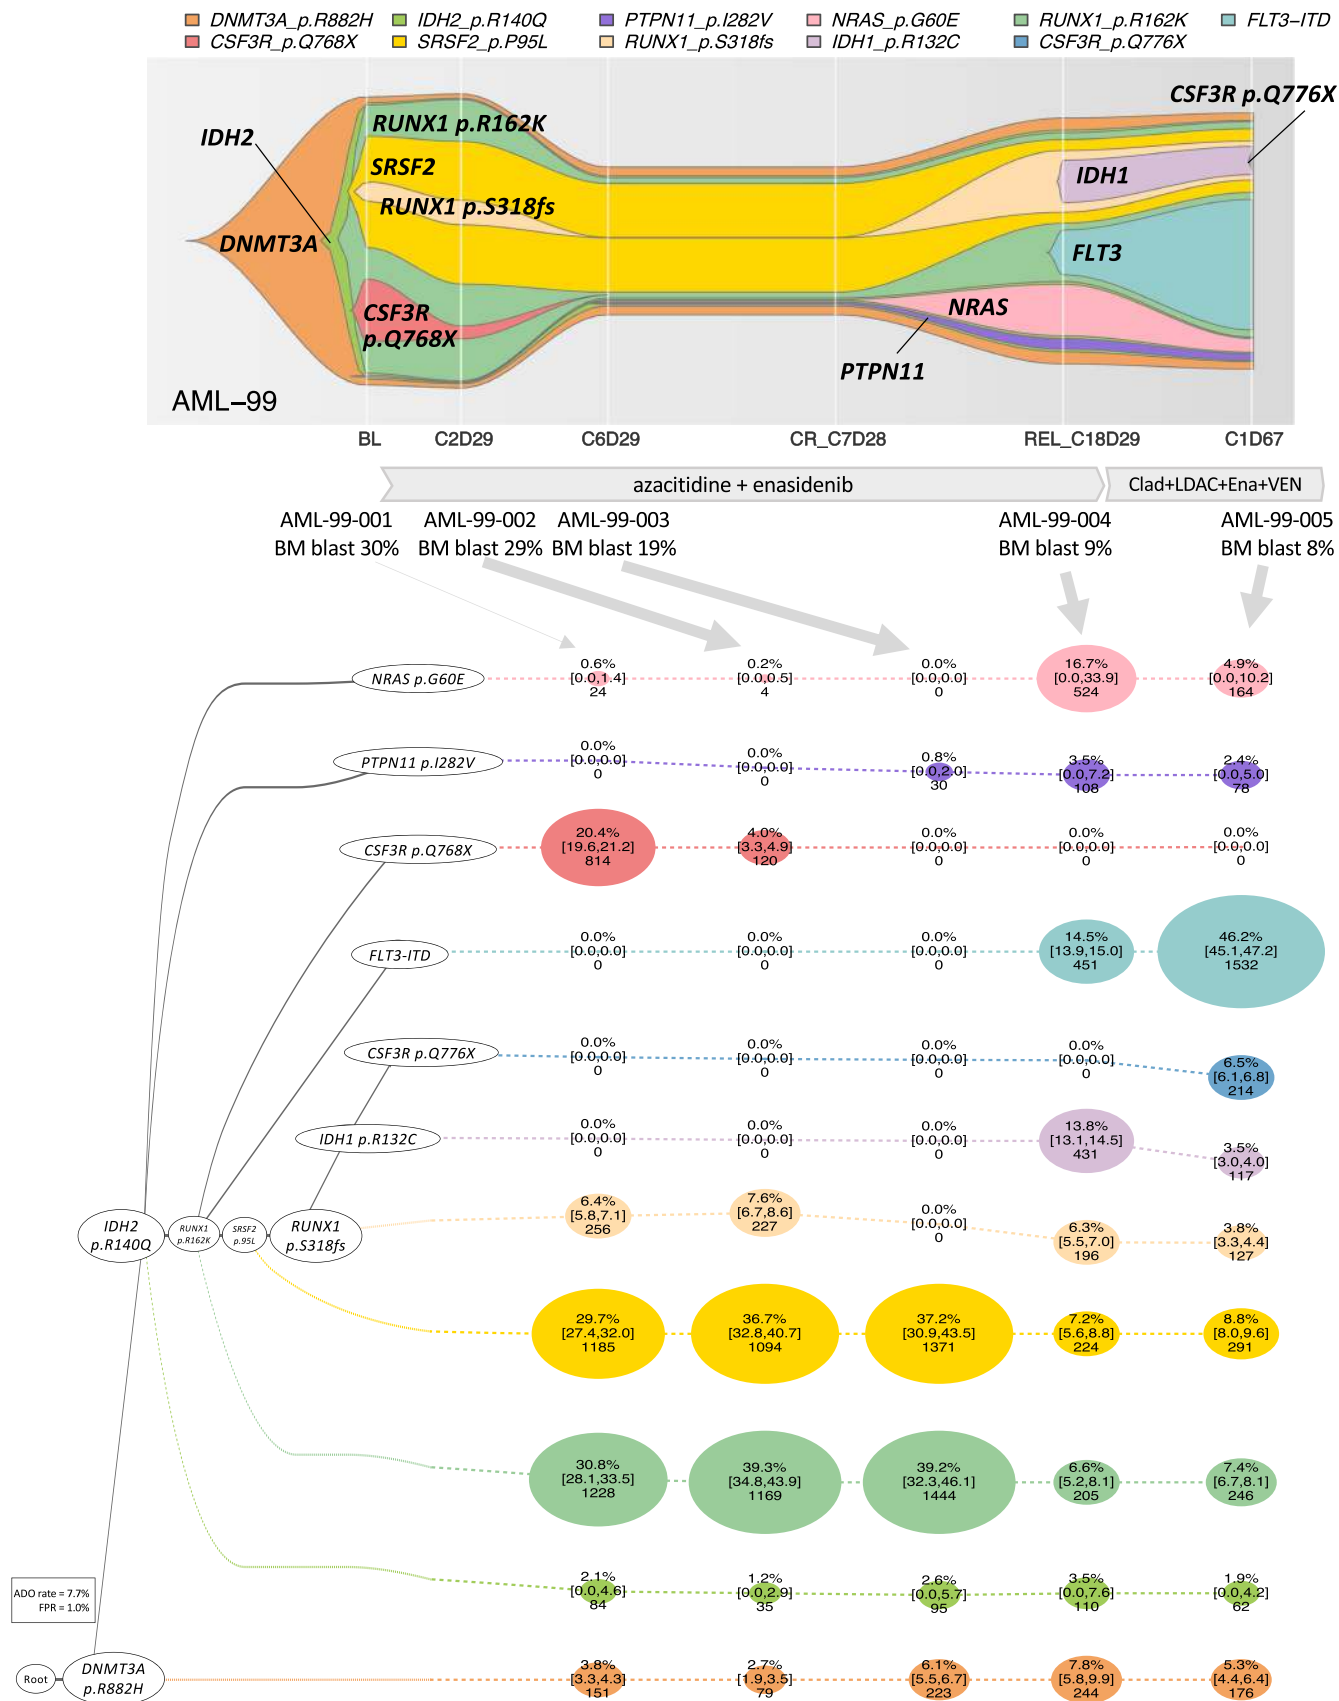 DNMT3A_p.R882H IDH2_p.R140Q PTPN11_p.I282V NRAS_p.G60E RUNX1_p.R162K FLT3−ITD
CSF3R_p.Q768X SRSF2_p.P95L RUNX1_p.S318fs IDH1_p.R132C CSF3R_p.Q776X
CSF3R p.Q776X
RUNX1 p.R162K
IDH2
SRSF2
IDH1
RUNX1 p.S318fs
DNMT3A
FLT3
CSF3R
p.Q768X
NRAS
PTPN11
AML−99
BL C2D29 C6D29 CR_C7D28 REL_C18D29 C1D67
azacitidine + enasidenib Clad+LDAC+Ena+VEN
AML-99-001 AML-99-002 AML-99-003 AML-99-004 AML-99-005
BM blast 30% BM blast 29% BM blast 19% BM blast 9% BM blast 8%
NRAS p.G60E
0.6% 0.2% 0.0% 16.7% 4.9%
[0.0,1.4] [0.0,0.5] [0.0,0.0] [0.0,33.9] [0.0,10.2]
24 4 0 524 164
PTPN11 p.I282V
0.0% 0.0% 0.8% 3.5% 2.4%
[0.0,0.0] [0.0,0.0] [0.0,2.0] [0.0,7.2] [0.0,5.0]
0 0 30 108 78
CSF3R p.Q768X
20.4% 4.0% 0.0% 0.0% 0.0%
[19.6,21.2] [3.3,4.9] [0.0,0.0] [0.0,0.0] [0.0,0.0]
814 120 0 0 0
FLT3-ITD
0.0% 0.0% 0.0% 14.5% 46.2%
[0.0,0.0] [0.0,0.0] [0.0,0.0] [13.9,15.0] [45.1,47.2]
0 0 0 451 1532
CSF3R p.Q776X
0.0% 0.0% 0.0% 0.0% 6.5%
[0.0,0.0] [0.0,0.0] [0.0,0.0] [0.0,0.0] [6.1,6.8]
0 0 0 0 214
IDH1 p.R132C
0.0% 0.0% 0.0% 13.8% 3.5%
[0.0,0.0] [0.0,0.0] [0.0,0.0] [13.1,14.5] [3.0,4.0]
0 0 0 431 117
IDH2
p.R140Q
RUNX1
p.R162K
SRSF2
p.95L
RUNX1
p.S318fs
6.4% 7.6% 0.0% 6.3% 3.8%
[5.8,7.1] [6.7,8.6] [0.0,0.0] [5.5,7.0] [3.3,4.4]
256 227 0 196 127
29.7% 36.7% 37.2% 7.2% 8.8%
[27.4,32.0] [32.8,40.7] [30.9,43.5] [5.6,8.8] [8.0,9.6]
1185 1094 1371 224 291
30.8% 39.3% 39.2% 6.6% 7.4%
[28.1,33.5] [34.8,43.9] [32.3,46.1] [5.2,8.1] [6.7,8.1]
1228 1169 1444 205 246
2.1% 1.2% 2.6% 3.5% 1.9%
[0.0,4.6] [0.0,2.9] [0.0,5.7] [0.0,7.6] [0.0,4.2]
84 35 95 110 62
ADO rate = 7.7%
FPR = 1.0%
Root
DNMT3A
p.R882H
3.8% 2.7% 6.1% 7.8% 5.3%
[3.3,4.3] [1.9,3.5] [5.5,6.7] [5.8,9.9] [4.4,6.4]
151 79 223 244 176